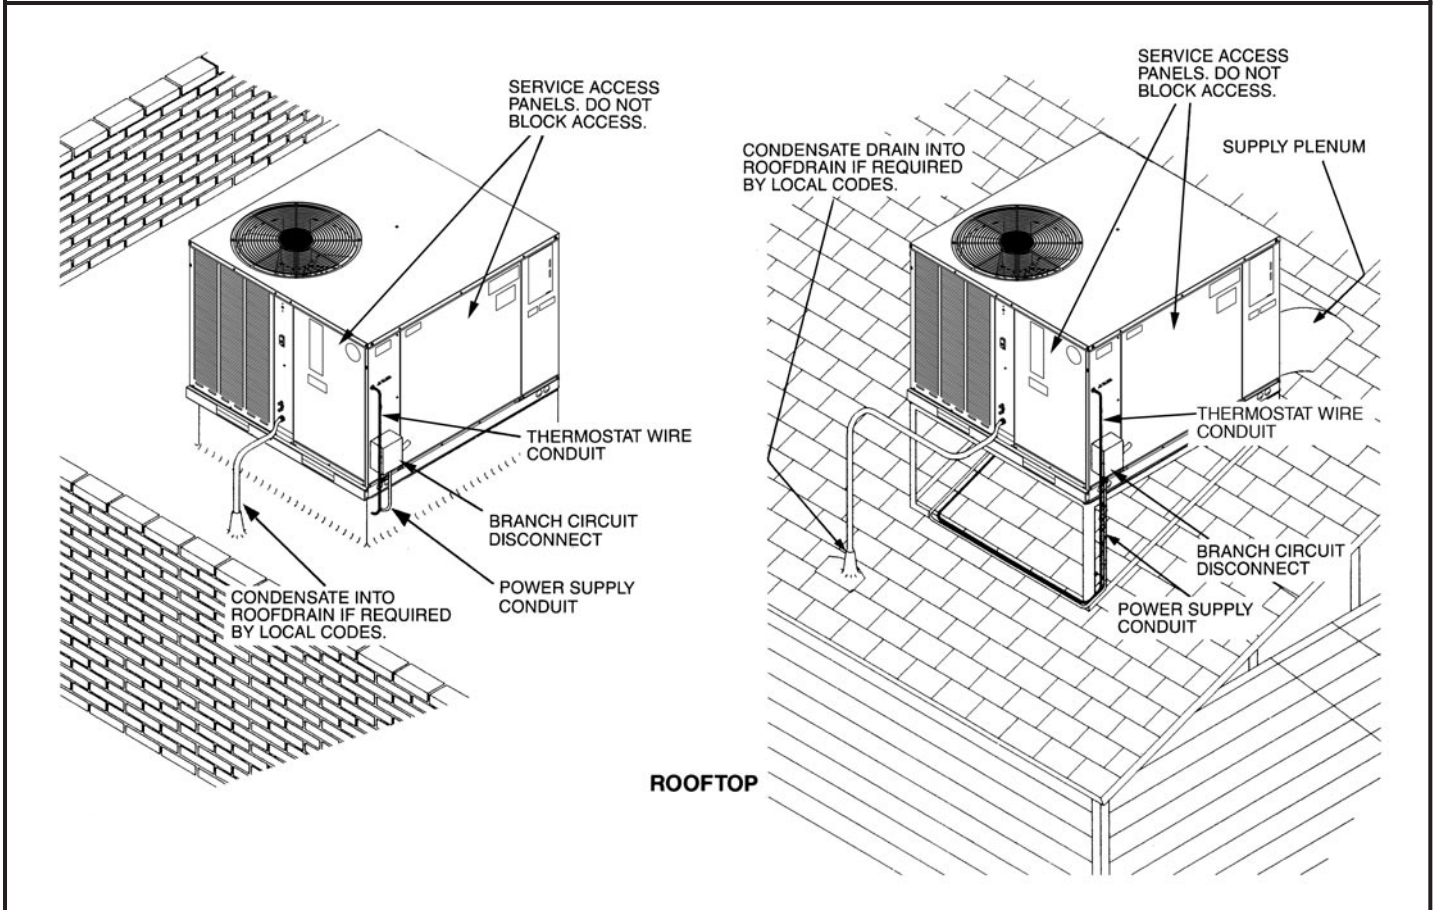 SERVICE ACCESS
PANELS. DO NOT
BLOCK ACCESS.
THERMOSTAT WIRE
CONDUIT
BRANCH CIRCUIT
DISCONNECT
POWER SUPPLY
CONDUIT
CONDENSATE INTO
ROOFDRAIN IF REQUIRED
BY LOCAL CODES.
SERVICE ACCESS
PANELS. DO NOT
BLOCK ACCESS.
CONDENSATE DRAIN INTO
ROOFDRAIN IF REQUIRED
BY LOCAL CODES.
SUPPLY PLENUM
THERMOSTAT WIRE
CONDUIT
BRANCH CIRCUIT
DISCONNECT
POWER SUPPLY
CONDUIT
ROOFTOP